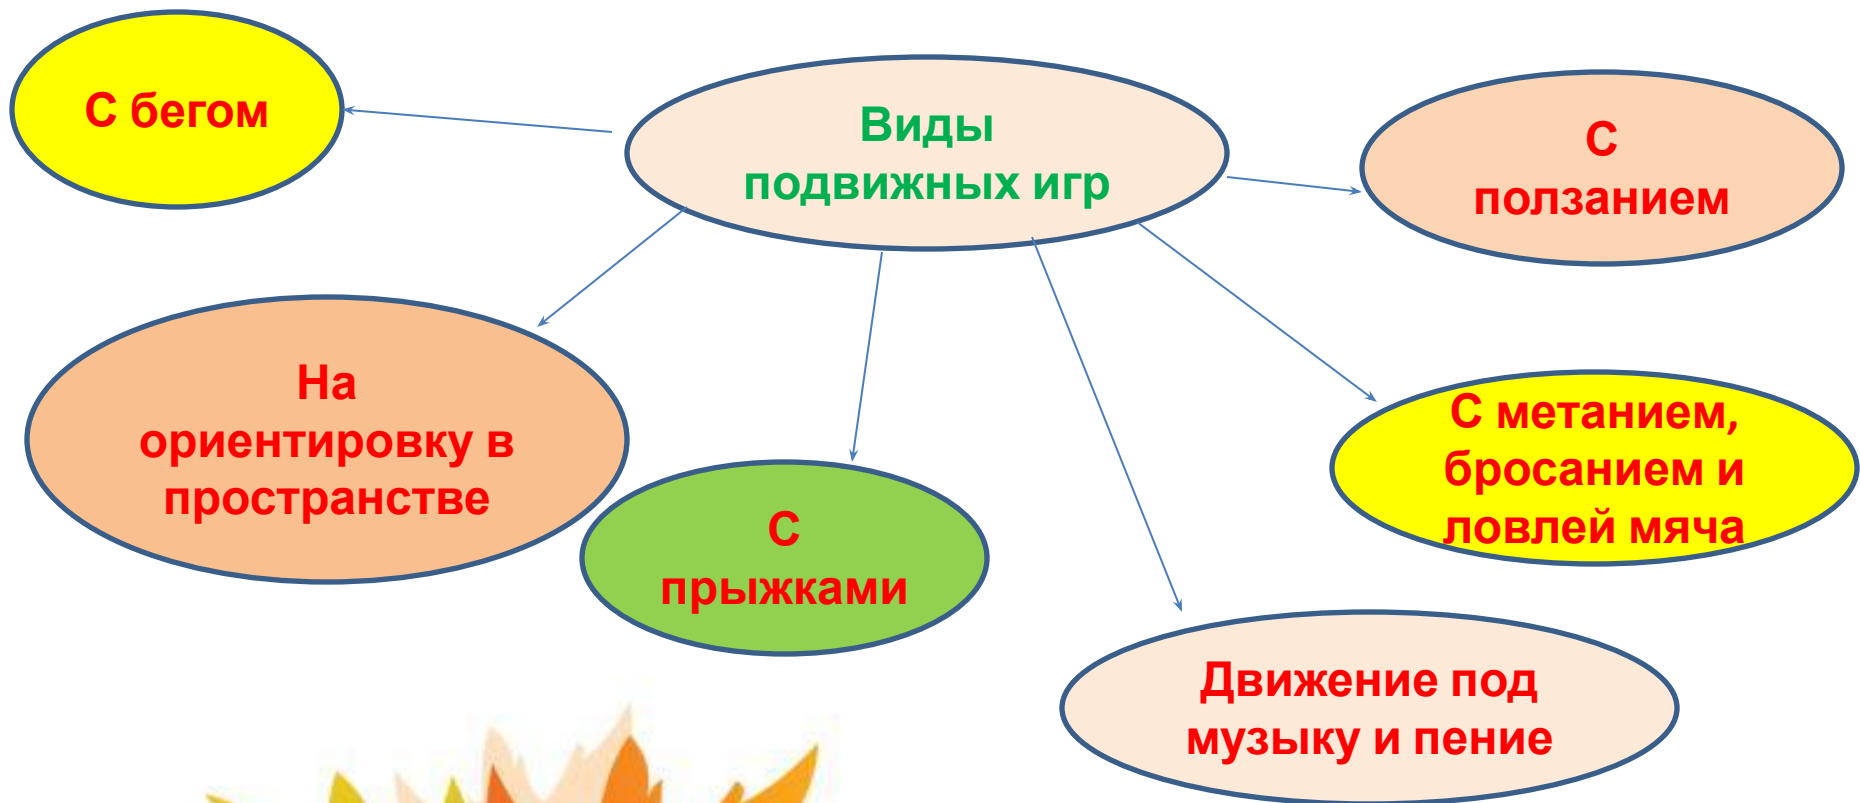 С бегом
Виды
подвижных игр
С
ползанием
На
ориентировку в
пространстве
С
прыжками
С метанием,
бросанием и
ловлей мяча
Движение под
музыку и пение